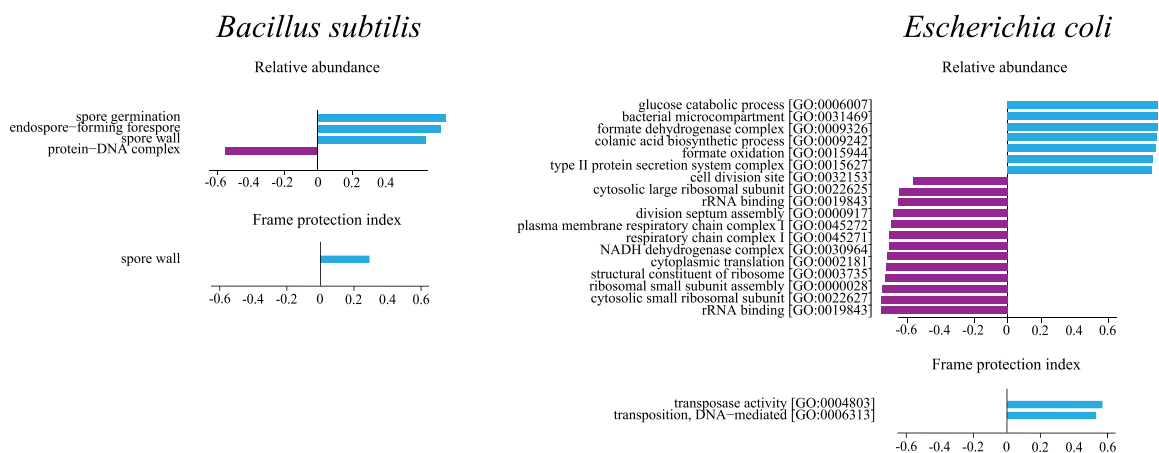 Bacillus subtilis
Relative abundance
spore germination
endospore−forming forespore
spore wall
protein−DNA complex
-0.6 -0.4 -0.2 0 0.2 0.4
Frame protection index
spore wall
-0.6 -0.4 -0.2 0 0.2 0.4 0.6
Escherichia coli
Relative abundance
glucose catabolic process [GO:0006007]
bacterial microcompartment [GO:0031469]
formate dehydrogenase complex [GO:0009326]
colanic acid biosynthetic process [GO:0009242]
formate oxidation [GO:0015944]
type II protein secretion system complex [GO:0015627]
cell division site [GO:0032153]
cytosolic large ribosomal subunit [GO:0022625]
rRNA binding [GO:0019843]
division septum assembly [GO:0000917]
plasma membrane respiratory chain complex I [GO:0045272]
respiratory chain complex I [GO:0045271]
NADH dehydrogenase complex [GO:0030964]
cytoplasmic translation [GO:0002181]
structural constituent of ribosome [GO:0003735]
ribosomal small subunit assembly [GO:0000028]
cytosolic small ribosomal subunit [GO:0022627]
rRNA binding [GO:0019843]
-0.6 -0.4 -0.2 0 0.2 0.4 0.6
Frame protection index
transposase activity [GO:0004803]
transposition, DNA−mediated [GO:0006313]
-0.6 -0.4 -0.2 0 0.2 0.4 0.6